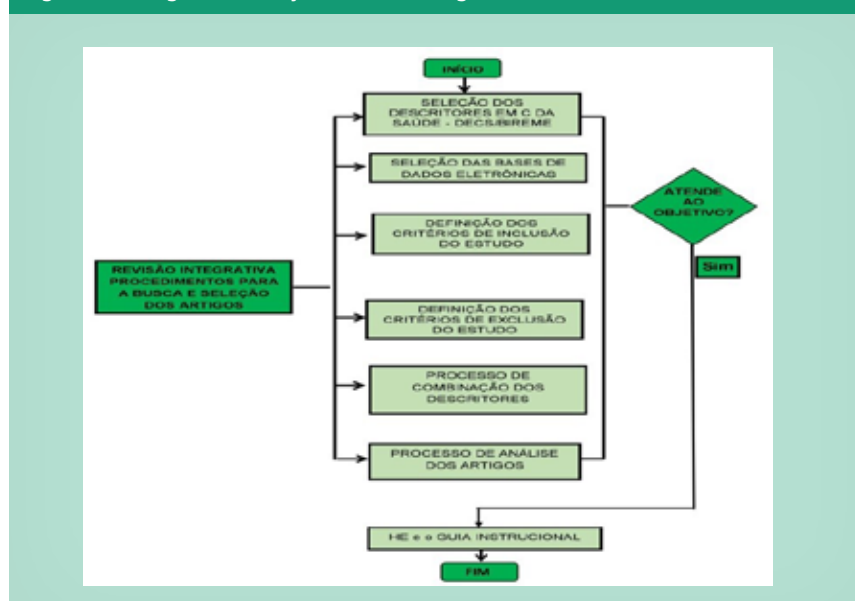 INÍCIO
SELEÇÃO DOS
DESCRITORES EM C DA
SAÚDE - DECS/BIREME
SELEÇÃO DAS BASES DE
DADOS ELETRÔNICAS
DEFINIÇÃO DOS
CRITÉRIOS DE INCLUSÃO
DO ESTUDO
REVISÃO INTEGRATIVA
PROCEDIMENTOS PARA
A BUSCA E SELEÇÃO
DOS ARTIGOS
DEFINIÇÃO DOS
CRITÉRIOS DE EXCLUSÃO
DO ESTUDO
PROCESSO DE
COMBINAÇÃO DOS
DESCRITORES
PROCESSO DE ANÁLISE
DOS ARTIGOS
ATENDE
AO
OBJETIVO?
Sim
HE e o GUIA INSTRUCIONAL
FIM